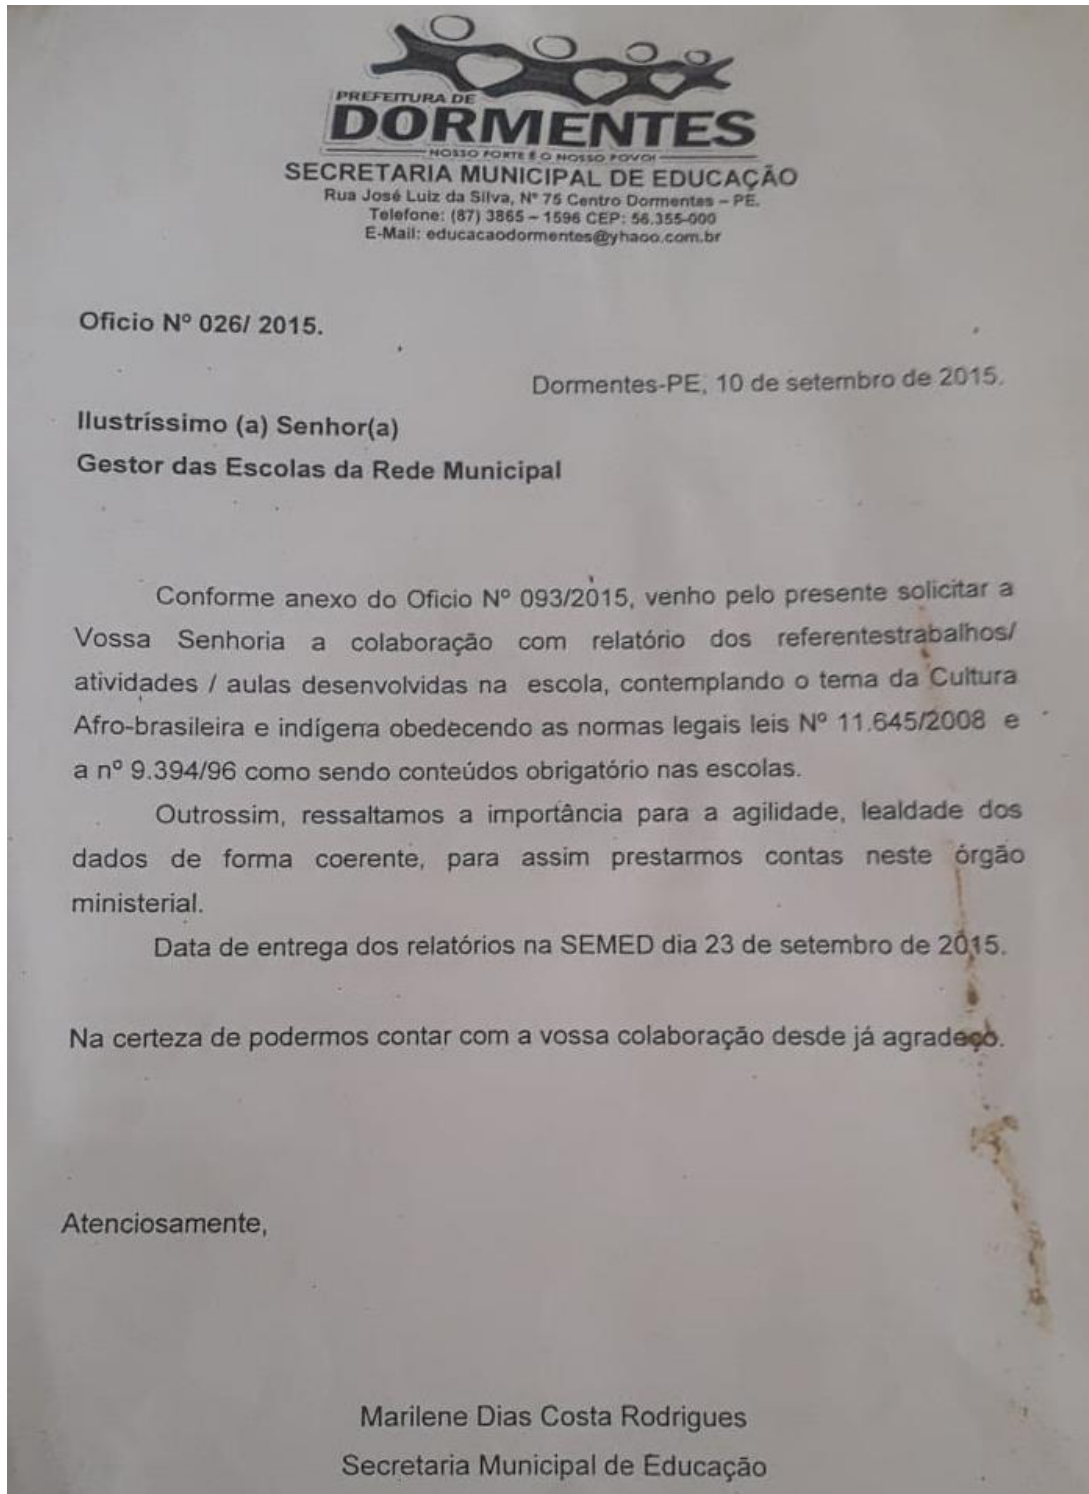 PREFEITURA DE
DORMENTES
NOSSO FORTE É O NOSSO POVO!
SECRETARIA MUNICIPAL DE EDUCAÇÃO
Rua José Luiz da Silva, Nº 75 Centro Dormentes – PE.
Telefone: (87) 3865 – 1596 CEP: 56.355-000
E-Mail: educacaodormentes@yhaoo.com.br
Oficio Nº 026/ 2015.
Dormentes-PE, 10 de setembro de 2015.
Ilustríssimo (a) Senhor(a)
Gestor das Escolas da Rede Municipal
Conforme anexo do Oficio Nº 093/2015, venho pelo presente solicitar a
Vossa Senhoria a colaboração com relatório dos referentestrabalhos/
atividades / aulas desenvolvidas na escola, contemplando o tema da Cultura
Afro-brasileira e indígena obedecendo as normas legais leis Nº 11.645/2008 e
a nº 9.394/96 como sendo conteúdos obrigatório nas escolas.
Outrossim, ressaltamos a importância para a agilidade, lealdade dos
dados de forma coerente, para assim prestarmos contas neste órgão
ministerial.
Data de entrega dos relatórios na SEMED dia 23 de setembro de 2015.
Na certeza de podermos contar com a vossa colaboração desde já agradeço.
Atenciosamente,
Marilene Dias Costa Rodrigues
Secretaria Municipal de Educação